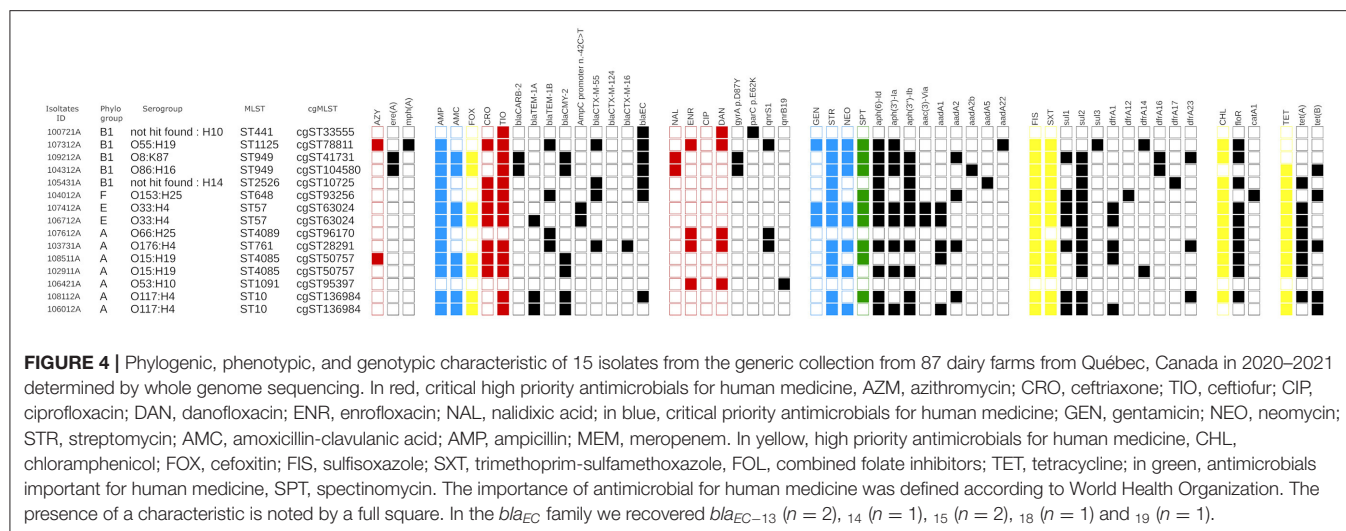 Isoltates ID Phylo group Serogroup MLST cgMLST AZY ere(A) mph(A) AMP AMC FOX CRO TIO blaCARB-2 blaTEM-1A blaTEM-1B blaCMY-2 AmpC promoter n.-42C>T blaCTX-M-55 blaCTX-M-124 blaCTX-M-16 blaEC NAL ENR CIP DAN gyrA p.D87Y parC p.E62K qnrS1 qnrB19 GEN STR NEO SPT aph(6)-Id aph(3')-Ia aph(3'')-Ib aac(3)-VIa aadA1 aadA2 aadA2b aadA5 aadA22 FIS SXT sul1 sul2 sul3 dfrA1 dfrA12 dfrA14 dfrA16 dfrA17 dfrA23 CHL floR catA1 TET tet(A) tet(B)
100721A B1 not hit found : H10 ST441 cgST33555
107312A B1 O55:H19 ST1125 cgST78811
109212A B1 O8:K87 ST949 cgST41731
104312A B1 O86:H16 ST949 cgST104580
105431A B1 not hit found : H14 ST2526 cgST10725
104012A F O153:H25 ST648 cgST93256
107412A E O33:H4 ST57 cgST63024
106712A E O33:H4 ST57 cgST63024
107612A A O66:H25 ST4089 cgST96170
103731A A O176:H4 ST761 cgST28291
108511A A O15:H19 ST4085 cgST50757
102911A A O15:H19 ST4085 cgST50757
106421A A O53:H10 ST1091 cgST95397
108112A A O117:H4 ST10 cgST136984
106012A A O117:H4 ST10 cgST136984
FIGURE 4 | Phylogenic, phenotypic, and genotypic characteristic of 15 isolates from the generic collection from 87 dairy farms from Québec, Canada in 2020–2021
determined by whole genome sequencing. In red, critical high priority antimicrobials for human medicine, AZM, azithromycin; CRO, ceftriaxone; TIO, ceftiofur; CIP,
ciprofloxacin; DAN, danofloxacin; ENR, enrofloxacin; NAL, nalidixic acid; in blue, critical priority antimicrobials for human medicine; GEN, gentamicin; NEO, neomycin;
STR, streptomycin; AMC, amoxicillin-clavulanic acid; AMP, ampicillin; MEM, meropenem. In yellow, high priority antimicrobials for human medicine, CHL,
chloramphenicol; FOX, cefoxitin; FIS, sulfisoxazole; SXT, trimethoprim-sulfamethoxazole, FOL, combined folate inhibitors; TET, tetracycline; in green, antimicrobials
important for human medicine, SPT, spectinomycin. The importance of antimicrobial for human medicine was defined according to World Health Organization. The
presence of a characteristic is noted by a full square. In the blaEC family we recovered blaEC−13 (n = 2), 14 (n = 1), 15 (n = 2), 18 (n = 1) and 19 (n = 1).